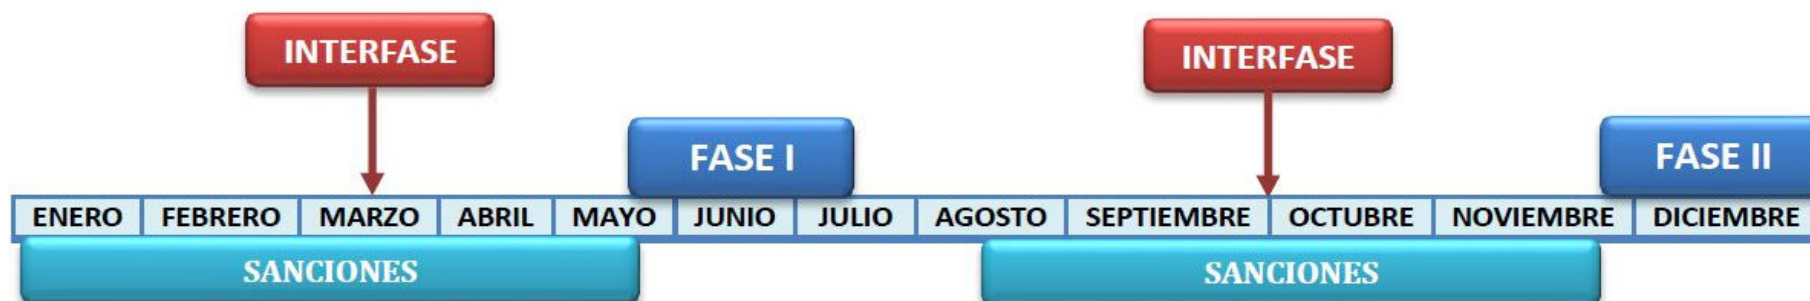 INTERFASE
INTERFASE
FASE I
FASE II
ENERO FEBRERO MARZO ABRIL MAYO JUNIO JULIO AGOSTO SEPTIEMBRE OCTUBRE NOVIEMBRE DICIEMBRE
SANCIONES
SANCIONES